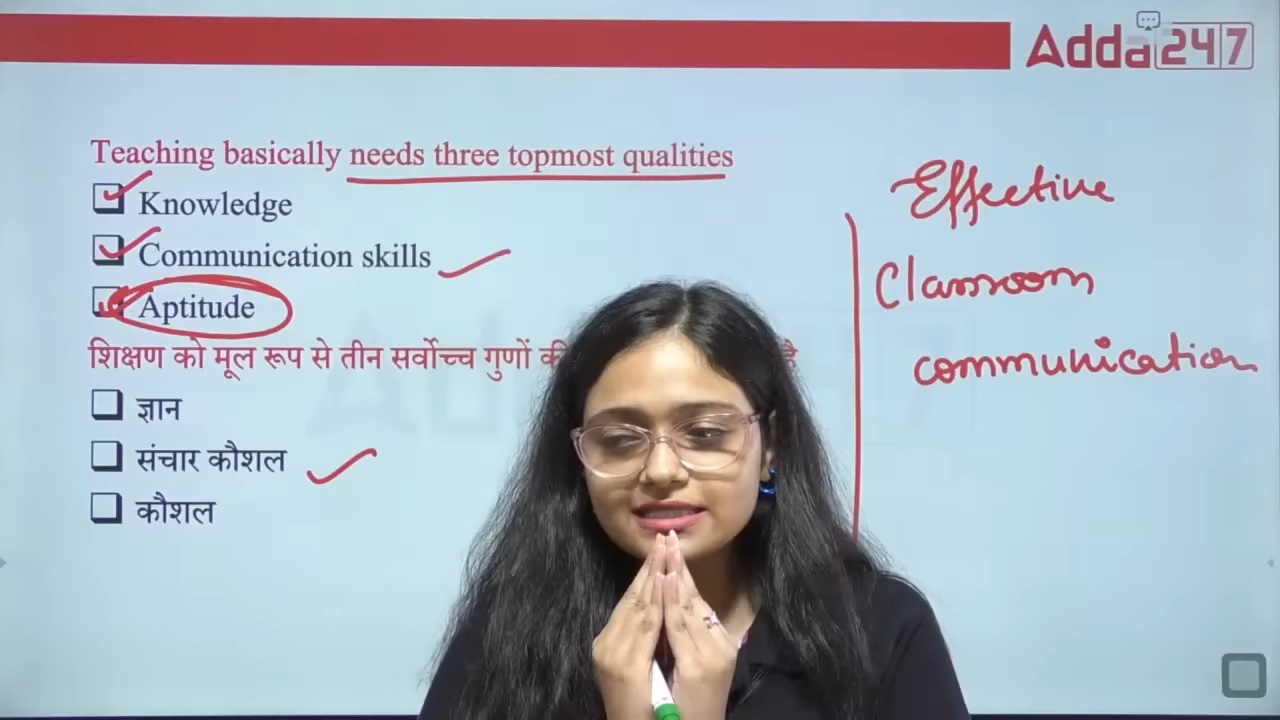 Adda247
Teaching basically needs three topmost qualities
Knowledge
Communication skills
Aptitude
शिक्षण को मूल रूप से तीन सर्वोच्च गुणों की है
ज्ञान
संचार कौशल
कौशल
Effective
Classroom
communication